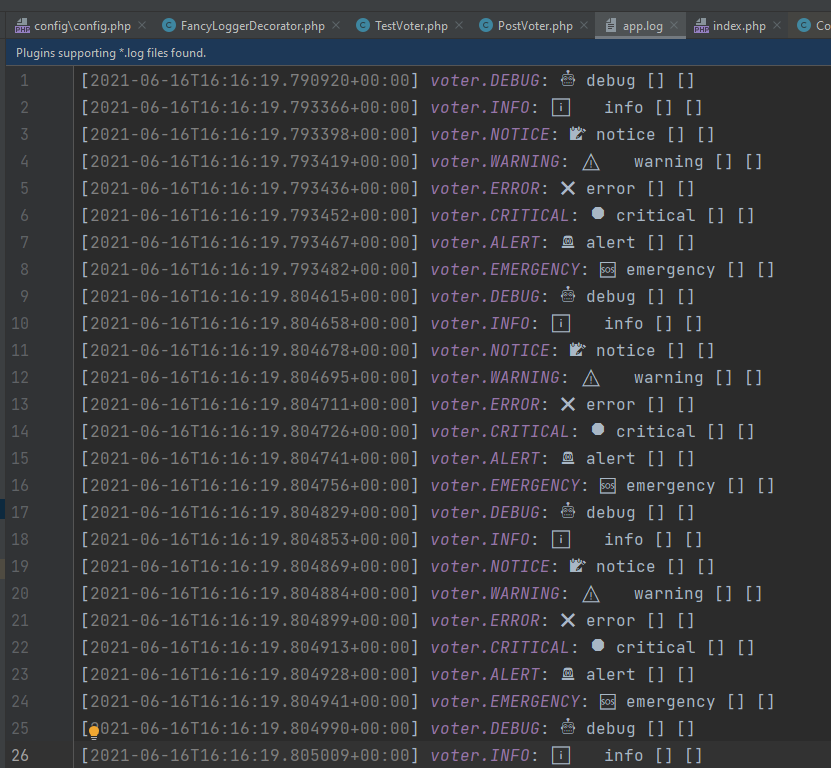 config\config.php FancyLoggerDecorator.php TestVoter.php PostVoter.php app.log index.php Co
Plugins supporting *.log files found.
1 [2021-06-16T16:16:19.790920+00:00] voter.DEBUG: 🤖 debug [] []
2 [2021-06-16T16:16:19.793366+00:00] voter.INFO: ℹ️ info [] []
3 [2021-06-16T16:16:19.793398+00:00] voter.NOTICE: 📝 notice [] []
4 [2021-06-16T16:16:19.793419+00:00] voter.WARNING: ⚠️ warning [] []
5 [2021-06-16T16:16:19.793436+00:00] voter.ERROR: ❌ error [] []
6 [2021-06-16T16:16:19.793452+00:00] voter.CRITICAL: 🛑 critical [] []
7 [2021-06-16T16:16:19.793467+00:00] voter.ALERT: 🚨 alert [] []
8 [2021-06-16T16:16:19.793482+00:00] voter.EMERGENCY: 🆘 emergency [] []
9 [2021-06-16T16:16:19.804615+00:00] voter.DEBUG: 🤖 debug [] []
10 [2021-06-16T16:16:19.804658+00:00] voter.INFO: ℹ️ info [] []
11 [2021-06-16T16:16:19.804678+00:00] voter.NOTICE: 📝 notice [] []
12 [2021-06-16T16:16:19.804695+00:00] voter.WARNING: ⚠️ warning [] []
13 [2021-06-16T16:16:19.804711+00:00] voter.ERROR: ❌ error [] []
14 [2021-06-16T16:16:19.804726+00:00] voter.CRITICAL: 🛑 critical [] []
15 [2021-06-16T16:16:19.804741+00:00] voter.ALERT: 🚨 alert [] []
16 [2021-06-16T16:16:19.804756+00:00] voter.EMERGENCY: 🆘 emergency [] []
17 [2021-06-16T16:16:19.804829+00:00] voter.DEBUG: 🤖 debug [] []
18 [2021-06-16T16:16:19.804853+00:00] voter.INFO: ℹ️ info [] []
19 [2021-06-16T16:16:19.804869+00:00] voter.NOTICE: 📝 notice [] []
20 [2021-06-16T16:16:19.804884+00:00] voter.WARNING: ⚠️ warning [] []
21 [2021-06-16T16:16:19.804899+00:00] voter.ERROR: ❌ error [] []
22 [2021-06-16T16:16:19.804913+00:00] voter.CRITICAL: 🛑 critical [] []
23 [2021-06-16T16:16:19.804928+00:00] voter.ALERT: 🚨 alert [] []
24 [2021-06-16T16:16:19.804941+00:00] voter.EMERGENCY: 🆘 emergency [] []
25 [2021-06-16T16:16:19.804990+00:00] voter.DEBUG: 🤖 debug [] []
26 [2021-06-16T16:16:19.805009+00:00] voter.INFO: ℹ️ info [] []